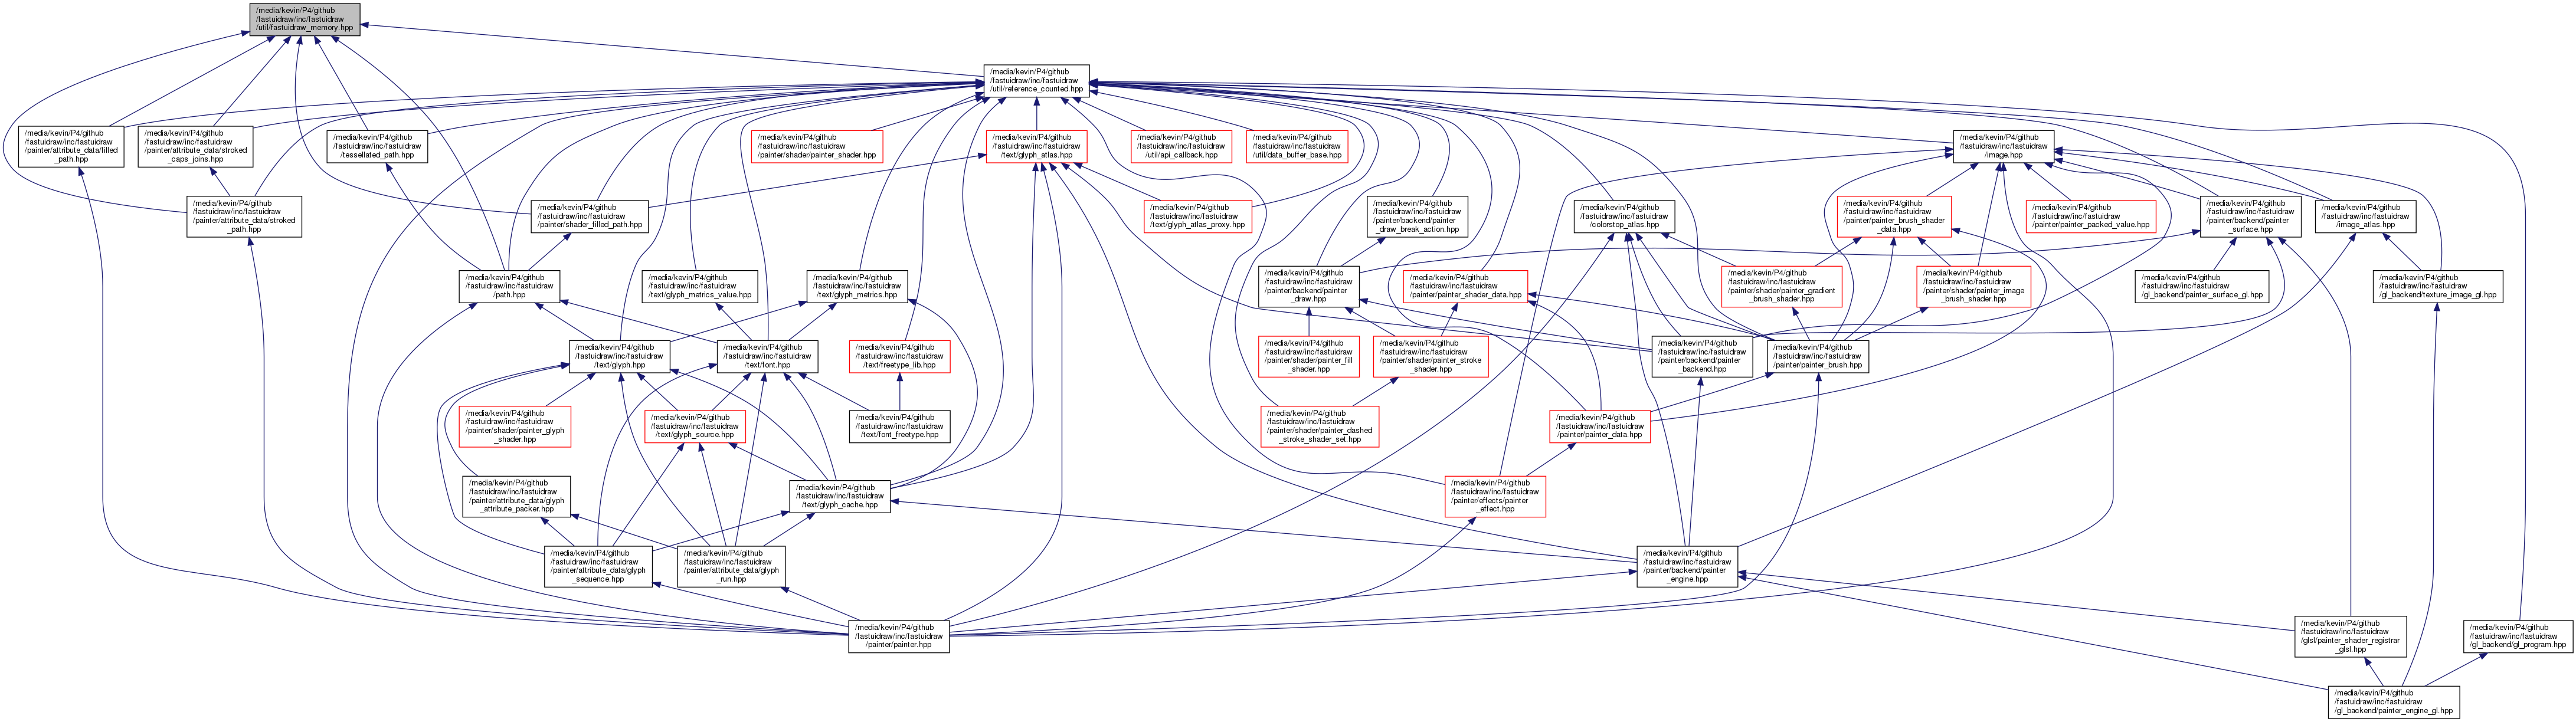 /media/kevin/P4/github
/fastuidraw/inc/fastuidraw
/util/fastuidraw_memory.hpp
/media/kevin/P4/github
/fastuidraw/inc/fastuidraw
/util/reference_counted.hpp
/media/kevin/P4/github
/fastuidraw/inc/fastuidraw
/painter/attribute_data/filled
_path.hpp
/media/kevin/P4/github
/fastuidraw/inc/fastuidraw
/painter/attribute_data/stroked
_caps_joins.hpp
/media/kevin/P4/github
/fastuidraw/inc/fastuidraw
/tessellated_path.hpp
/media/kevin/P4/github
/fastuidraw/inc/fastuidraw
/painter/shader/painter_shader.hpp
/media/kevin/P4/github
/fastuidraw/inc/fastuidraw
/text/glyph_atlas.hpp
/media/kevin/P4/github
/fastuidraw/inc/fastuidraw
/util/api_callback.hpp
/media/kevin/P4/github
/fastuidraw/inc/fastuidraw
/util/data_buffer_base.hpp
/media/kevin/P4/github
/fastuidraw/inc/fastuidraw
/image.hpp
/media/kevin/P4/github
/fastuidraw/inc/fastuidraw
/painter/attribute_data/stroked
_path.hpp
/media/kevin/P4/github
/fastuidraw/inc/fastuidraw
/painter/shader_filled_path.hpp
/media/kevin/P4/github
/fastuidraw/inc/fastuidraw
/text/glyph_atlas_proxy.hpp
/media/kevin/P4/github
/fastuidraw/inc/fastuidraw
/painter/backend/painter
_draw_break_action.hpp
/media/kevin/P4/github
/fastuidraw/inc/fastuidraw
/colorstop_atlas.hpp
/media/kevin/P4/github
/fastuidraw/inc/fastuidraw
/painter/painter_brush_shader
_data.hpp
/media/kevin/P4/github
/fastuidraw/inc/fastuidraw
/painter/painter_packed_value.hpp
/media/kevin/P4/github
/fastuidraw/inc/fastuidraw
/painter/backend/painter
_surface.hpp
/media/kevin/P4/github
/fastuidraw/inc/fastuidraw
/image_atlas.hpp
/media/kevin/P4/github
/fastuidraw/inc/fastuidraw
/path.hpp
/media/kevin/P4/github
/fastuidraw/inc/fastuidraw
/text/glyph_metrics_value.hpp
/media/kevin/P4/github
/fastuidraw/inc/fastuidraw
/text/glyph_metrics.hpp
/media/kevin/P4/github
/fastuidraw/inc/fastuidraw
/painter/backend/painter
_draw.hpp
/media/kevin/P4/github
/fastuidraw/inc/fastuidraw
/painter/painter_shader_data.hpp
/media/kevin/P4/github
/fastuidraw/inc/fastuidraw
/painter/shader/painter_gradient
_brush_shader.hpp
/media/kevin/P4/github
/fastuidraw/inc/fastuidraw
/painter/shader/painter_image
_brush_shader.hpp
/media/kevin/P4/github
/fastuidraw/inc/fastuidraw
/gl_backend/painter_surface_gl.hpp
/media/kevin/P4/github
/fastuidraw/inc/fastuidraw
/gl_backend/texture_image_gl.hpp
/media/kevin/P4/github
/fastuidraw/inc/fastuidraw
/text/glyph.hpp
/media/kevin/P4/github
/fastuidraw/inc/fastuidraw
/text/font.hpp
/media/kevin/P4/github
/fastuidraw/inc/fastuidraw
/text/freetype_lib.hpp
/media/kevin/P4/github
/fastuidraw/inc/fastuidraw
/painter/shader/painter_fill
_shader.hpp
/media/kevin/P4/github
/fastuidraw/inc/fastuidraw
/painter/shader/painter_stroke
_shader.hpp
/media/kevin/P4/github
/fastuidraw/inc/fastuidraw
/painter/backend/painter
_backend.hpp
/media/kevin/P4/github
/fastuidraw/inc/fastuidraw
/painter/painter_brush.hpp
/media/kevin/P4/github
/fastuidraw/inc/fastuidraw
/painter/shader/painter_glyph
_shader.hpp
/media/kevin/P4/github
/fastuidraw/inc/fastuidraw
/text/glyph_source.hpp
/media/kevin/P4/github
/fastuidraw/inc/fastuidraw
/text/font_freetype.hpp
/media/kevin/P4/github
/fastuidraw/inc/fastuidraw
/painter/shader/painter_dashed
_stroke_shader_set.hpp
/media/kevin/P4/github
/fastuidraw/inc/fastuidraw
/painter/painter_data.hpp
/media/kevin/P4/github
/fastuidraw/inc/fastuidraw
/painter/attribute_data/glyph
_attribute_packer.hpp
/media/kevin/P4/github
/fastuidraw/inc/fastuidraw
/text/glyph_cache.hpp
/media/kevin/P4/github
/fastuidraw/inc/fastuidraw
/painter/effects/painter
_effect.hpp
/media/kevin/P4/github
/fastuidraw/inc/fastuidraw
/painter/attribute_data/glyph
_sequence.hpp
/media/kevin/P4/github
/fastuidraw/inc/fastuidraw
/painter/attribute_data/glyph
_run.hpp
/media/kevin/P4/github
/fastuidraw/inc/fastuidraw
/painter/backend/painter
_engine.hpp
/media/kevin/P4/github
/fastuidraw/inc/fastuidraw
/painter/painter.hpp
/media/kevin/P4/github
/fastuidraw/inc/fastuidraw
/glsl/painter_shader_registrar
_glsl.hpp
/media/kevin/P4/github
/fastuidraw/inc/fastuidraw
/gl_backend/gl_program.hpp
/media/kevin/P4/github
/fastuidraw/inc/fastuidraw
/gl_backend/painter_engine_gl.hpp